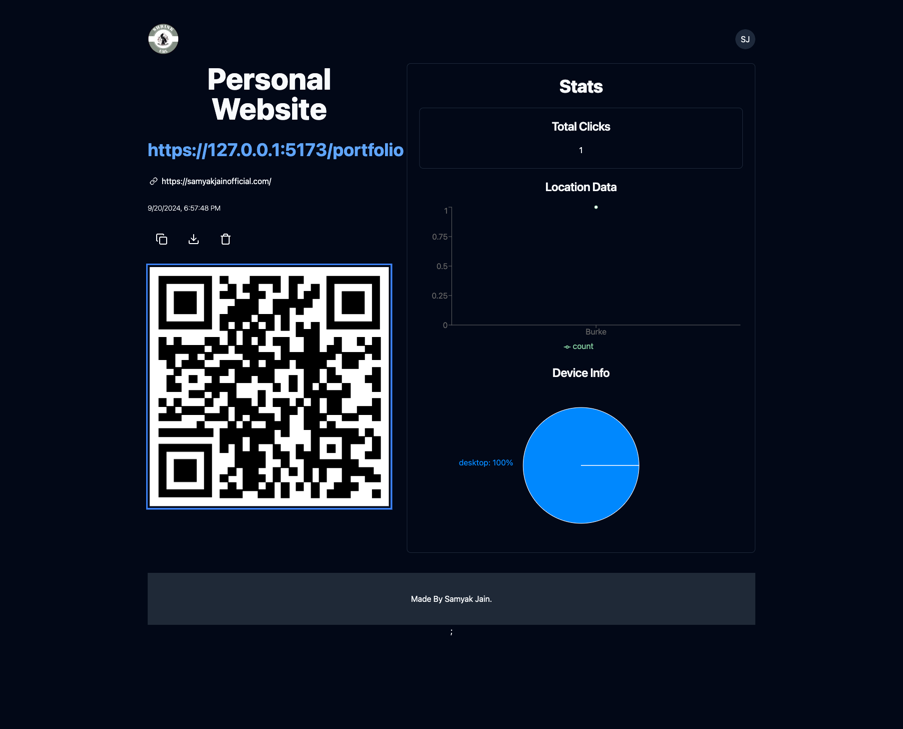 SJ
Personal
Website
https://127.0.0.1:5173/portfolio
https://samyakjainofficial.com/
9/20/2024, 6:57:48 PM
Stats
Total Clicks
1
Location Data
1
0.75
0.5
0.25
0
Burke
count
Device Info
desktop: 100%
Made By Samyak Jain.
;